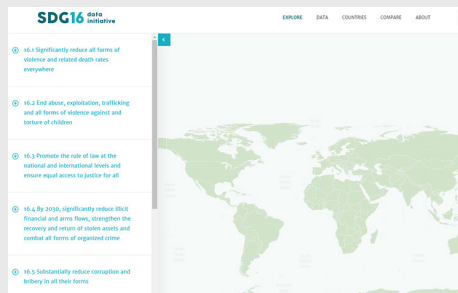 SDG16 data initiative
EXPLORE DATA COUNTRIES COMPARE ABOUT
16.1 Significantly reduce all forms of
violence and related death rates
everywhere
16.2 End abuse, exploitation, trafficking
and all forms of violence against and
torture of children
16.3 Promote the rule of law at the
national and international levels and
ensure equal access to justice for all
16.4 By 2030, significantly reduce illicit
financial and arms flows, strengthen the
recovery and return of stolen assets and
combat all forms of organized crime
16.5 Substantially reduce corruption and
bribery in all their forms